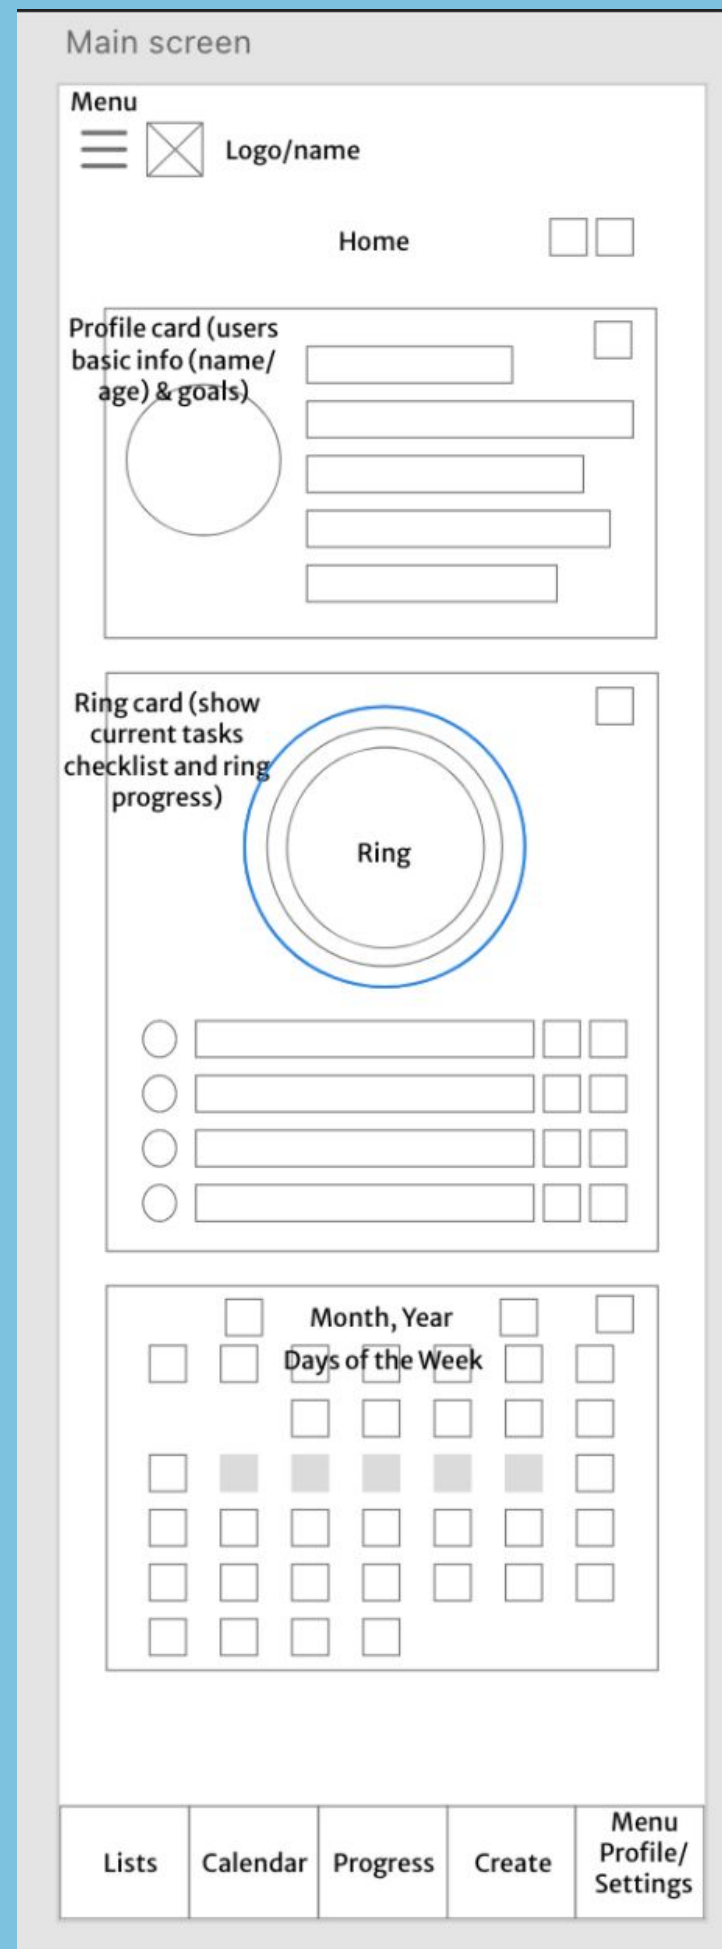 Main screen
Menu
Logo/name
Home
Profile card (users
basic info (name/
age) & goals)
Ring card (show
current tasks
checklist and ring
progress)
Ring
Month, Year
Days of the Week
Lists
Calendar
Progress
Create
Menu
Profile/
Settings